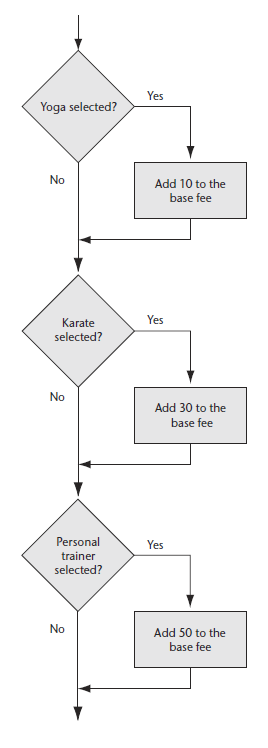 Yoga selected?
Yes
No
Add 10 to the
base fee
Karate
selected?
Yes
No
Add 30 to the
base fee
Personal
trainer
selected?
Yes
No
Add 50 to the
base fee